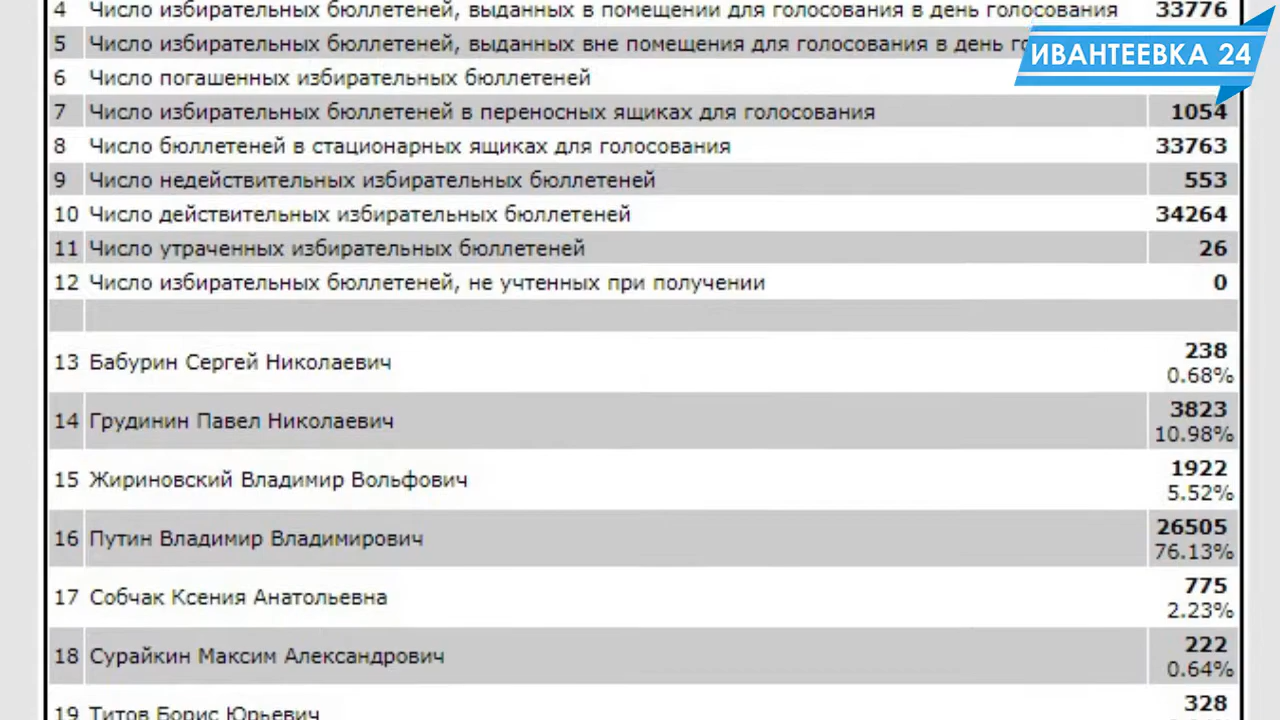 4 Число избирательных бюллетеней, выданных в помещении для голосования в день голосования 33776
5 Число избирательных бюллетеней, выданных вне помещения для голосования в день
ИВАНТЕЕВКА 24
6 Число погашенных избирательных бюллетеней
7 Число избирательных бюллетеней в переносных ящиках для голосования 1054
8 Число бюллетеней в стационарных ящиках для голосования 33763
9 Число недействительных избирательных бюллетеней 553
10 Число действительных избирательных бюллетеней 34264
11 Число утраченных избирательных бюллетеней 26
12 Число избирательных бюллетеней, не учтенных при получении 0
13 Бабурин Сергей Николаевич 238
0.68%
14 Грудинин Павел Николаевич 3823
10.98%
15 Жириновский Владимир Вольфович 1922
5.52%
16 Путин Владимир Владимирович 26505
76.13%
17 Собчак Ксения Анатольевна 775
2.23%
18 Сурайкин Максим Александрович 222
0.64%
19 Титов Борис Юрьевич 328